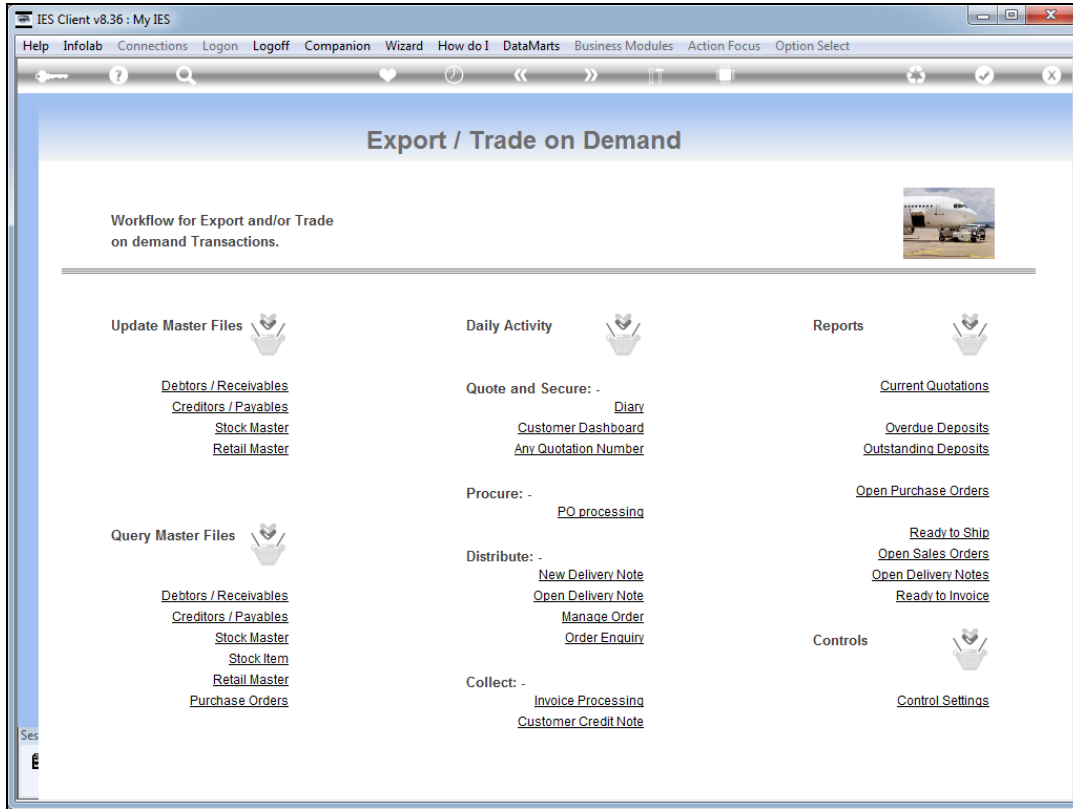 IES Client v8.36 : My IES
Help Infolab Connections Logon Logoff Companion Wizard How do I DataMarts Business Modules Action Focus Option Select
Export / Trade on Demand
Workflow for Export and/or Trade
on demand Transactions.
Update Master Files
Debtors / Receivables
Creditors / Payables
Stock Master
Retail Master
Query Master Files
Debtors / Receivables
Creditors / Payables
Stock Master
Stock Item
Retail Master
Purchase Orders
Daily Activity
Quote and Secure: -
Diary
Customer Dashboard
Any Quotation Number
Procure: -
PO processing
Distribute: -
New Delivery Note
Open Delivery Note
Manage Order
Order Enquiry
Collect: -
Invoice Processing
Customer Credit Note
Reports
Current Quotations
Overdue Deposits
Outstanding Deposits
Open Purchase Orders
Ready to Ship
Open Sales Orders
Open Delivery Notes
Ready to Invoice
Controls
Control Settings
Ses